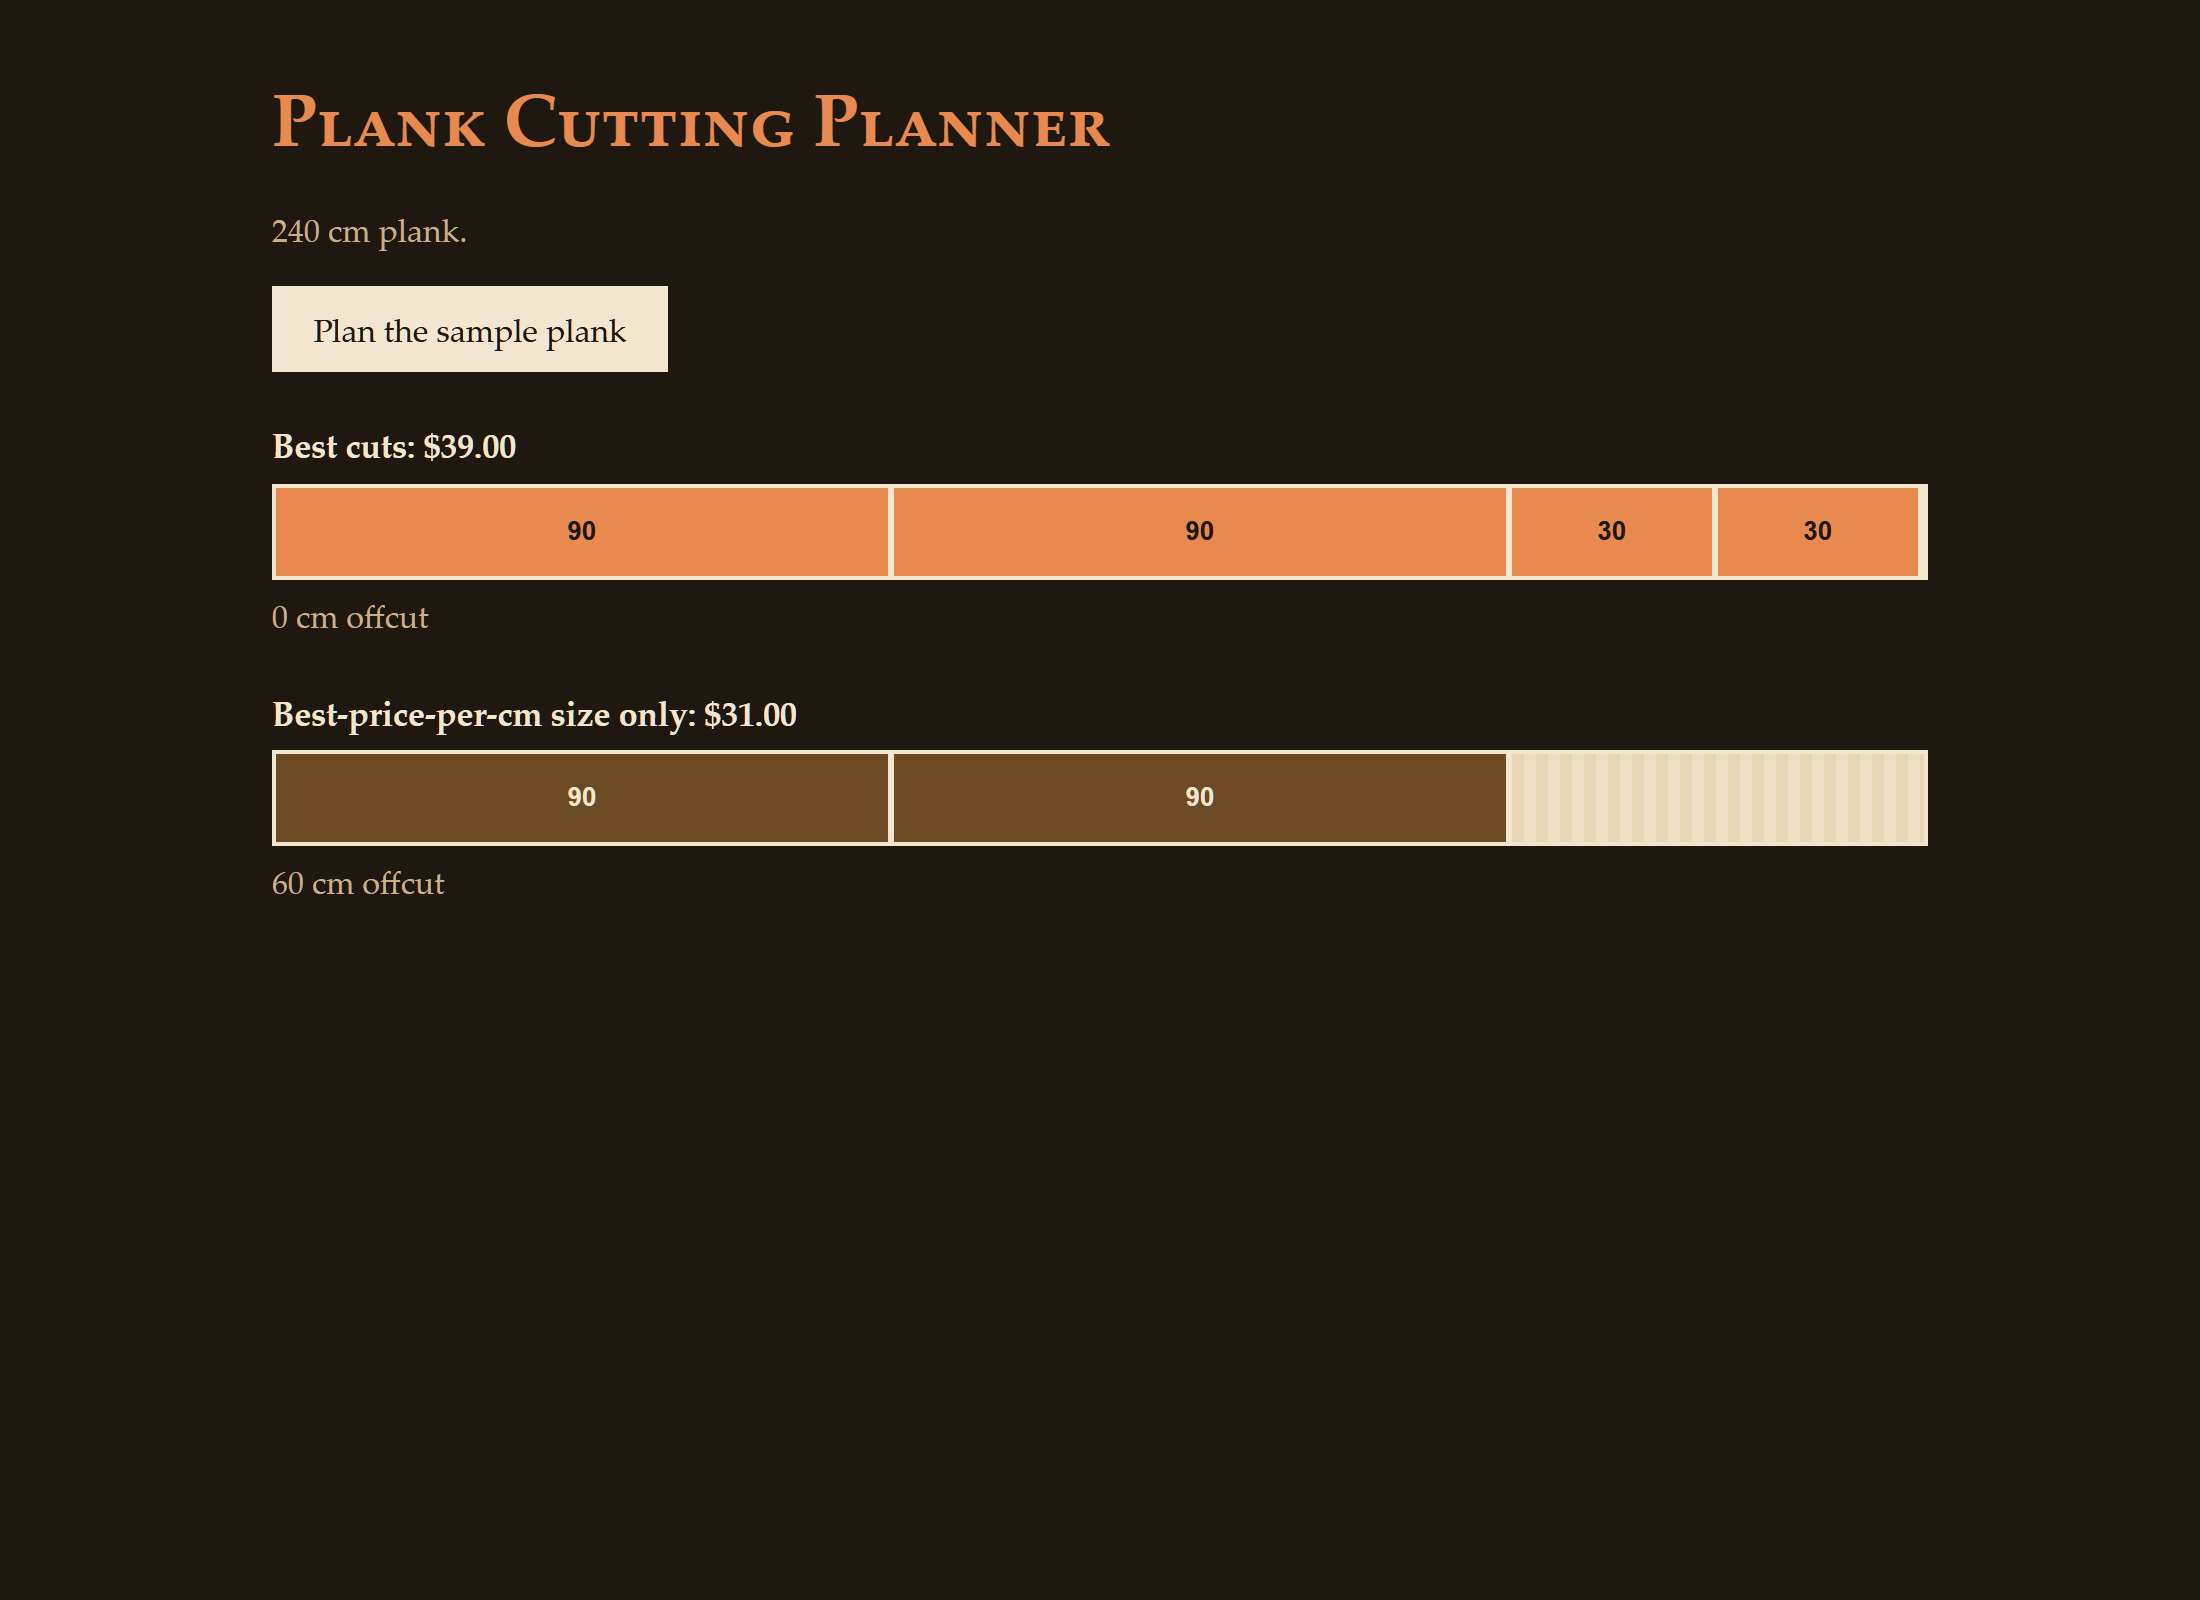 Plank Cutting Planner
240 cm plank.
Plan the sample plank
Best cuts: $39.00
90 90 30 30
0 cm offcut
Best-price-per-cm size only: $31.00
90 90
60 cm offcut